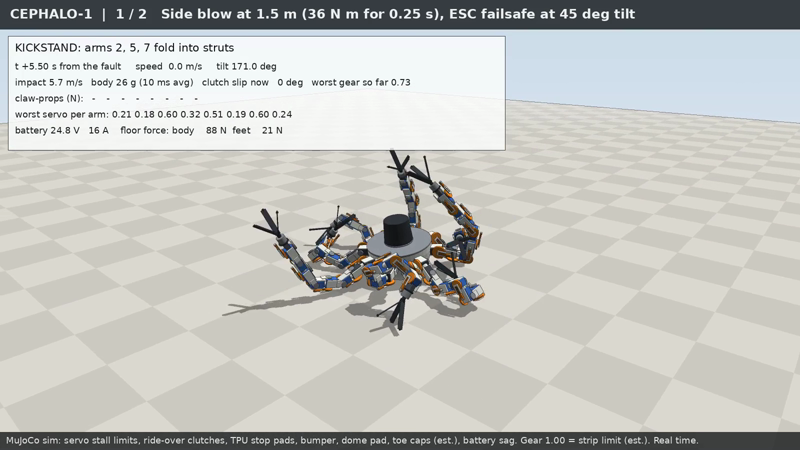 CEPHALO-1 | 1 / 2 Side blow at 1.5 m (36 N m for 0.25 s), ESC failsafe at 45 deg tilt
KICKSTAND: arms 2, 5, 7 fold into struts
t +5.50 s from the fault speed 0.0 m/s tilt 171.0 deg
impact 5.7 m/s body 26 g (10 ms avg) clutch slip now 0 deg worst gear so far 0.73
claw-props (N): - - - - - - - -
worst servo per arm: 0.21 0.18 0.60 0.32 0.51 0.19 0.60 0.24
battery 24.8 V 16 A floor force: body 88 N feet 21 N
MuJoCo sim: servo stall limits, ride-over clutches, TPU stop pads, bumper, dome pad, toe caps (est.), battery sag. Gear 1.00 = strip limit (est.). Real time.